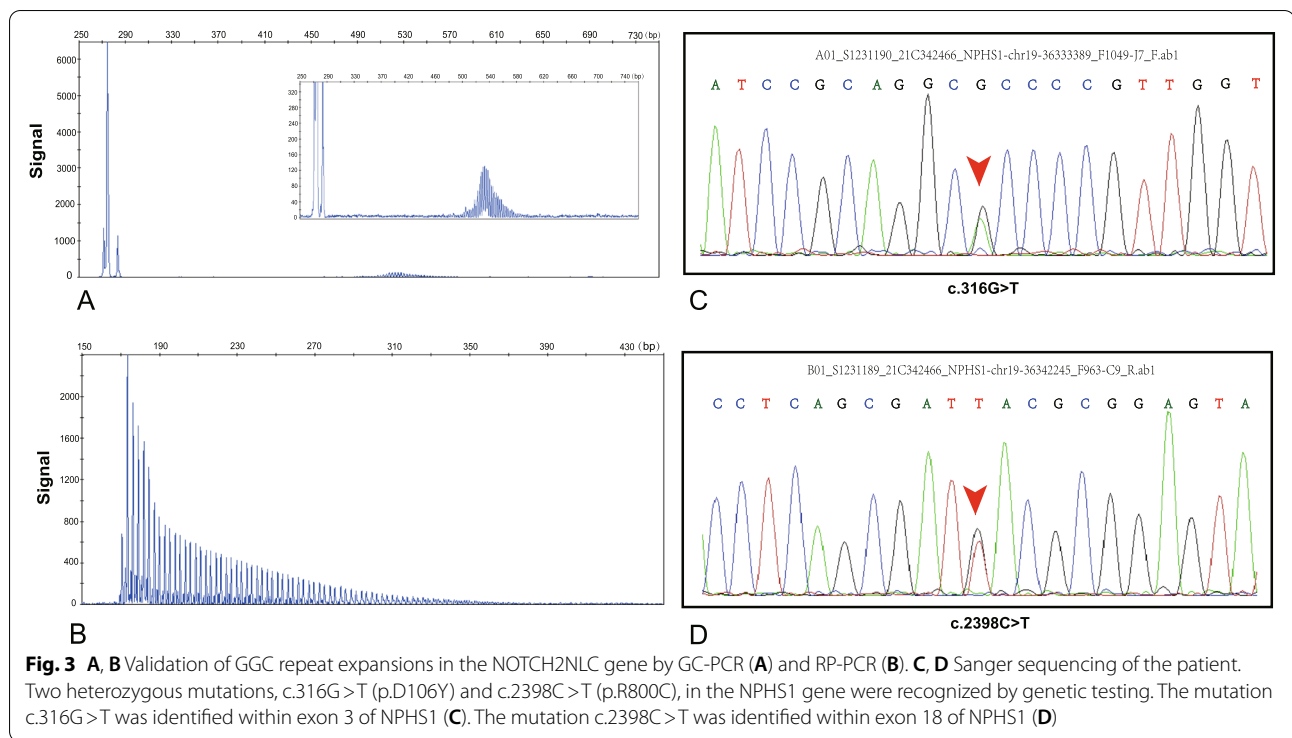 250 290 330 370 410 450 490 530 570 610 650 690 730 (bp)
6000
5000
4000
3000
2000
1000
0
Signal
250 290 330 370 380 420 460 500 540 580 620 660 700 740 (bp)
320
280
240
200
160
120
80
40
0
A
A01_S1231190_21C342466_NPHS1-chr19-36333389_F1049-J7_F.ab1
A T C C G C A G G C G C C C C G T T G G T
C
c.316G>T
150 190 230 270 310 350 390 430 (bp)
2000
1600
1200
800
400
0
Signal
B
B01_S1231189_21C342466_NPHS1-chr19-36342245_F963-C9_R.ab1
C C T C A G C G A T T A C G C G G A G T A
D
c.2398C>T
Fig. 3 A, B Validation of GGC repeat expansions in the NOTCH2NLC gene by GC-PCR (A) and RP-PCR (B). C, D Sanger sequencing of the patient.
Two heterozygous mutations, c.316G>T (p.D106Y) and c.2398C>T (p.R800C), in the NPHS1 gene were recognized by genetic testing. The mutation
c.316G>T was identified within exon 3 of NPHS1 (C). The mutation c.2398C>T was identified within exon 18 of NPHS1 (D)